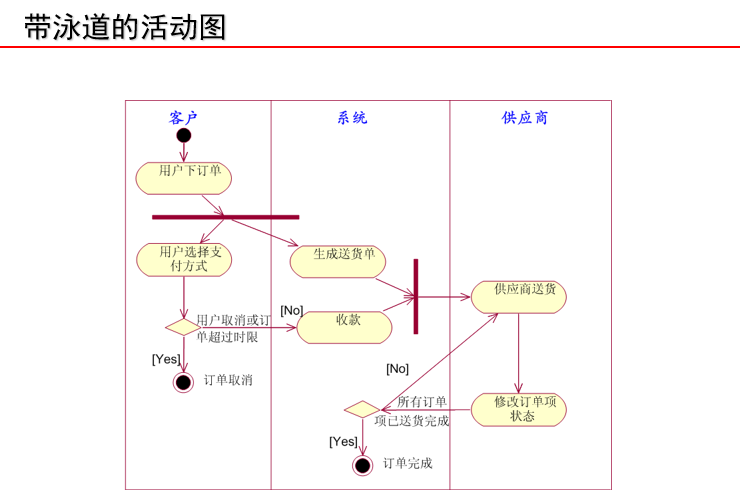 带泳道的活动图
客户
系统
供应商
用户下订单
用户选择支
付方式
生成送货单
供应商送货
[No]
用户取消或订
单超过时限
收款
[Yes]
订单取消
[No]
所有订单
项已送货完成
修改订单项
状态
[Yes]
订单完成